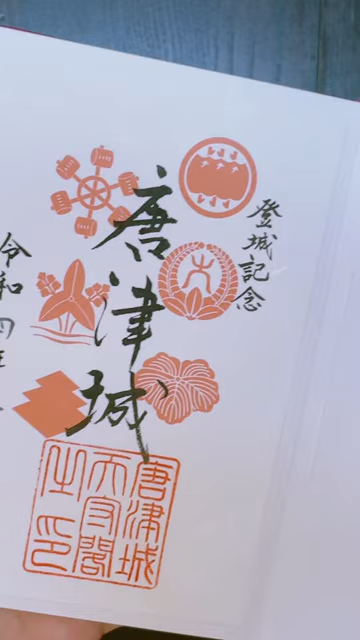 登城記念
唐津城
唐津城
天守閣
之印
令和四年